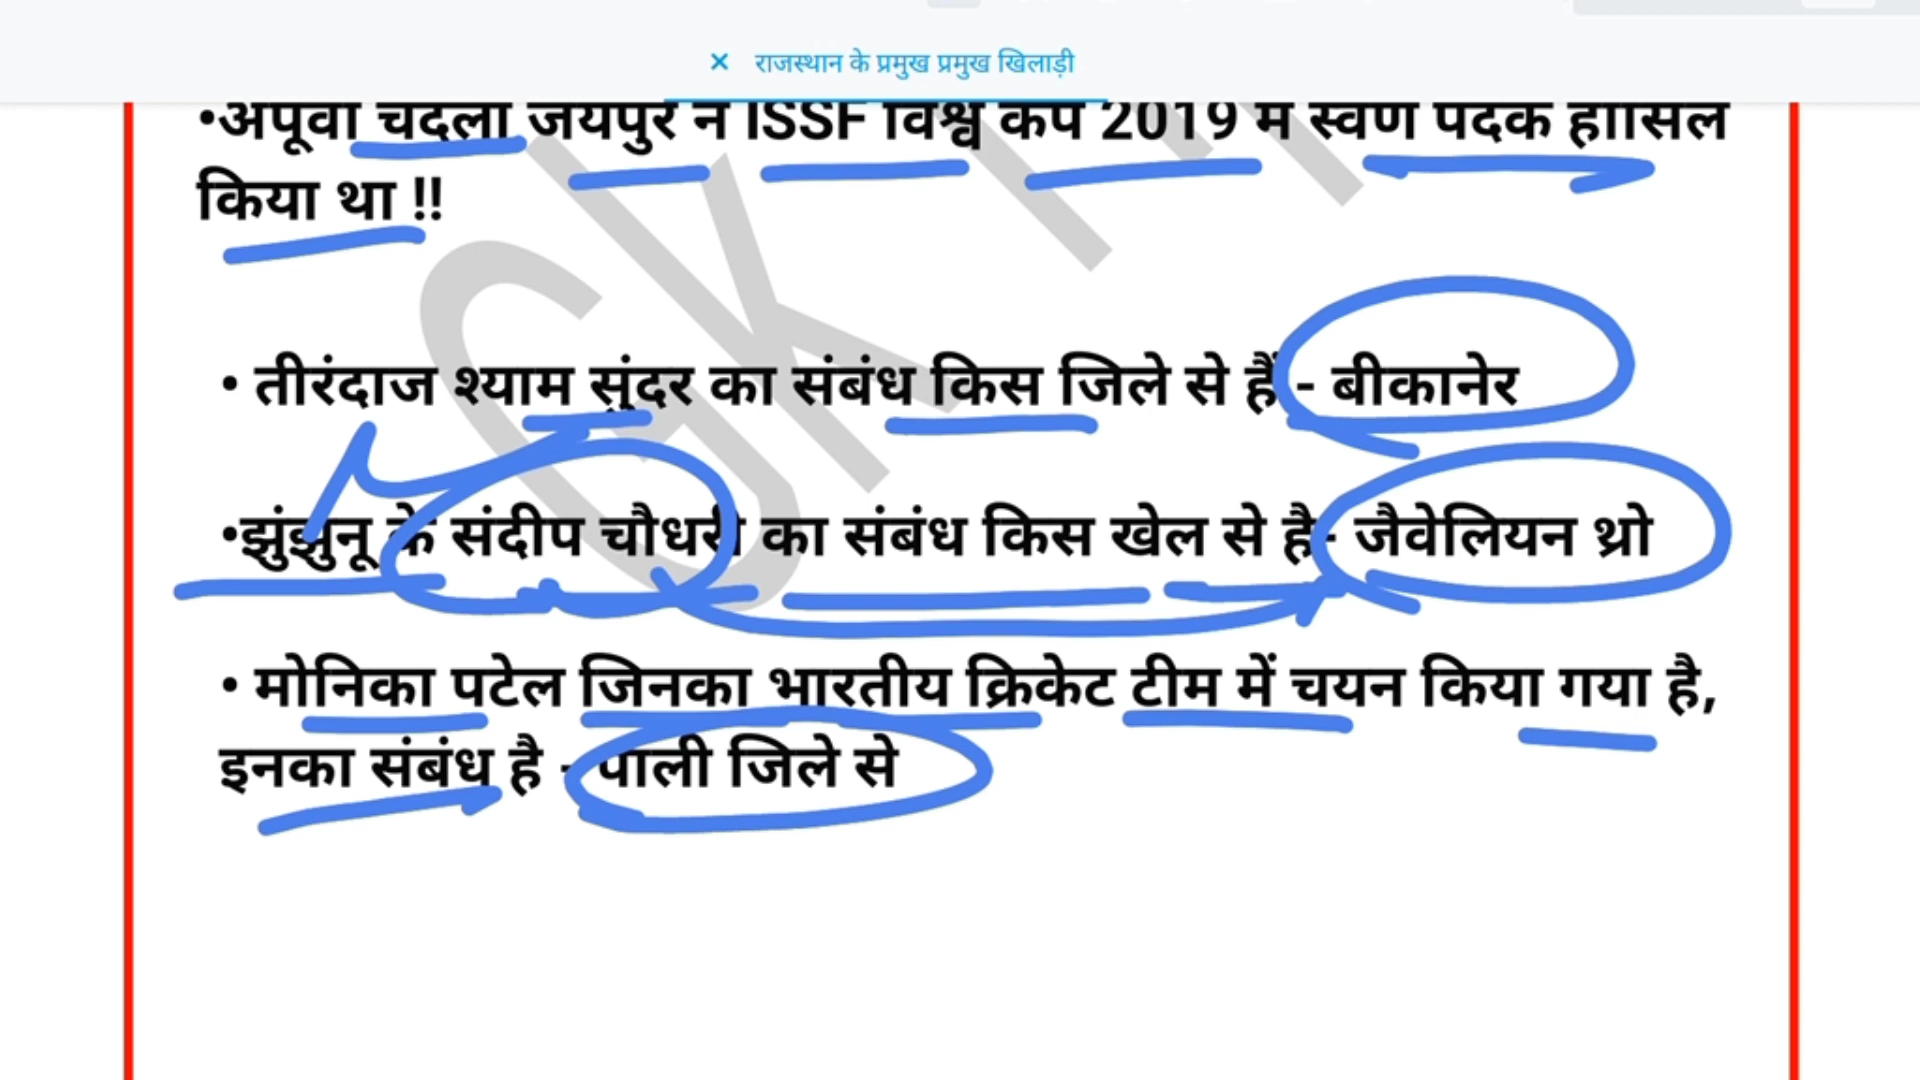 राजस्थान के प्रमुख प्रमुख खिलाड़ी
•अपूर्वी चंदेला जयपुर ने ISSF विश्व कप 2019 में स्वर्ण पदक हासिल
किया था !!
• तीरंदाज श्याम सुंदर का संबंध किस जिले से हैं - बीकानेर
•झुंझुनू के संदीप चौधरी का संबंध किस खेल से है- जैवेलियन थ्रो
• मोनिका पटेल जिनका भारतीय क्रिकेट टीम में चयन किया गया है,
इनका संबंध है - पाली जिले से